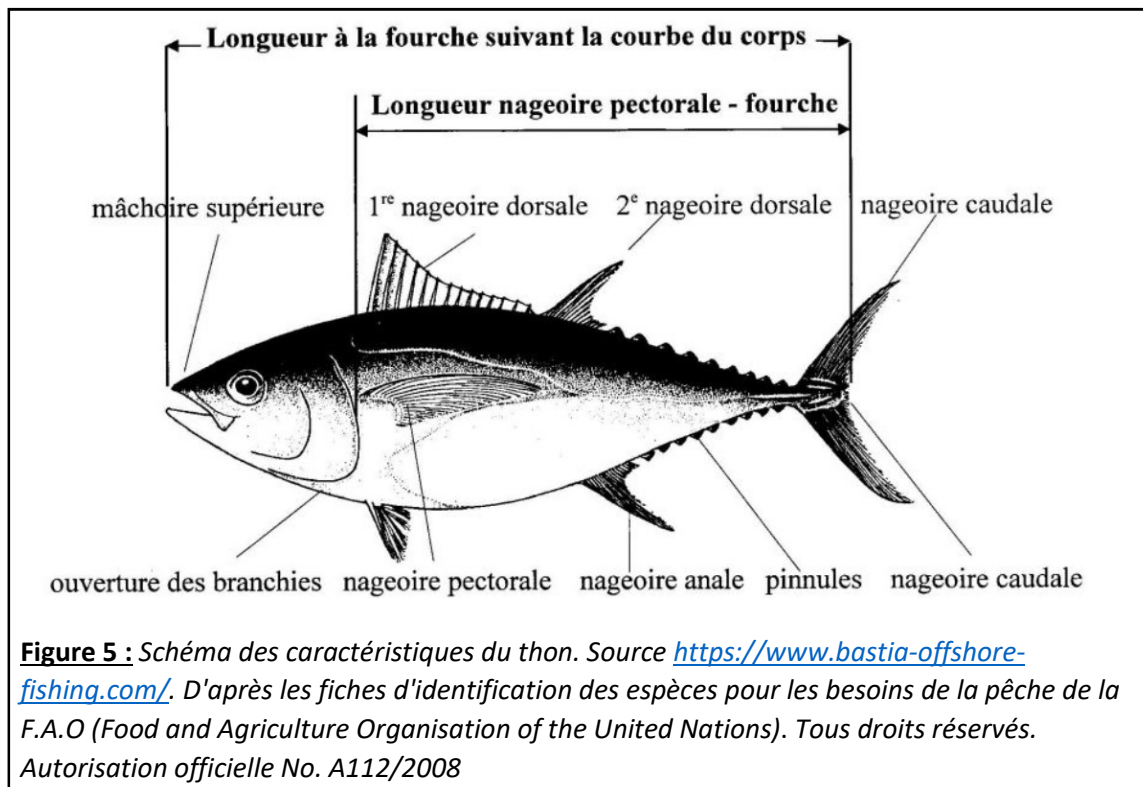 Longueur à la fourche suivant la courbe du corps
Longueur nageoire pectorale - fourche
mâchoire supérieure 1re nageoire dorsale 2e nageoire dorsale nageoire caudale
ouverture des branchies nageoire pectorale nageoire anale pinnules nageoire caudale
Figure 5 : Schéma des caractéristiques du thon. Source https://www.bastia-offshore-
fishing.com/. D'après les fiches d'identification des espèces pour les besoins de la pêche de la
F.A.O (Food and Agriculture Organisation of the United Nations). Tous droits réservés.
Autorisation officielle No. A112/2008